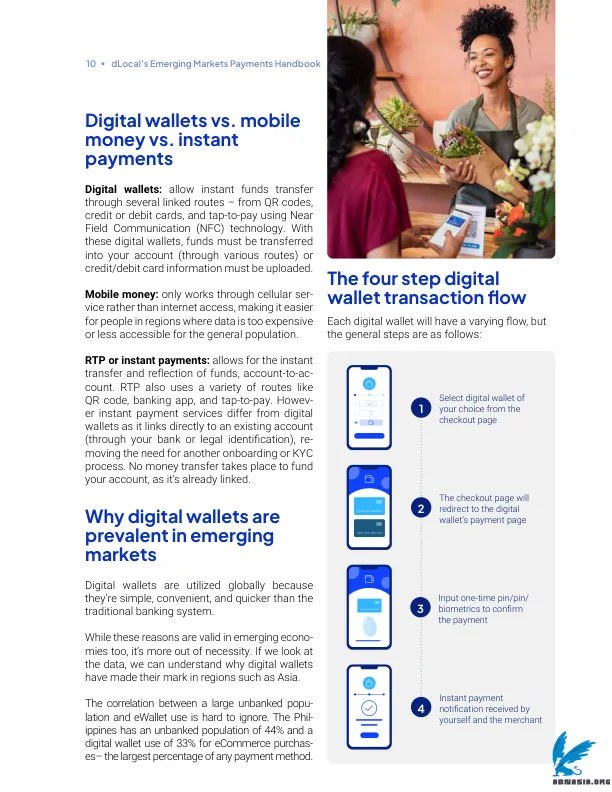 10 • dLocal's Emerging Markets Payments Handbook
Digital wallets vs. mobile
money vs. instant
payments
Digital wallets: allow instant funds transfer
through several linked routes – from QR codes,
credit or debit cards, and tap-to-pay using Near
Field Communication (NFC) technology. With
these digital wallets, funds must be transferred
into your account (through various routes) or
credit/debit card information must be uploaded.
Mobile money: only works through cellular ser-
vice rather than internet access, making it easier
for people in regions where data is too expensive
or less accessible for the general population.
RTP or instant payments: allows for the instant
transfer and reflection of funds, account-to-ac-
count. RTP also uses a variety of routes like
QR code, banking app, and tap-to-pay. Howev-
er instant payment services differ from digital
wallets as it links directly to an existing account
(through your bank or legal identification), re-
moving the need for another onboarding or KYC
process. No money transfer takes place to fund
your account, as it's already linked.
Why digital wallets are
prevalent in emerging
markets
Digital wallets are utilized globally because
they're simple, convenient, and quicker than the
traditional banking system.
While these reasons are valid in emerging econo-
mies too, it's more out of necessity. If we look at
the data, we can understand why digital wallets
have made their mark in regions such as Asia.
The correlation between a large unbanked popu-
lation and eWallet use is hard to ignore. The Phil-
ippines has an unbanked population of 44% and a
digital wallet use of 33% for eCommerce purchas-
es– the largest percentage of any payment method.
The four step digital
wallet transaction flow
Each digital wallet will have a varying flow, but
the general steps are as follows:
1
Select digital wallet of
your choice from the
checkout page
2
The checkout page will
redirect to the digital
wallet's payment page
3
Input one-time pin/pin/
biometrics to confirm
the payment
4
Instant payment
notification received by
yourself and the merchant
ABNASIA.ORG